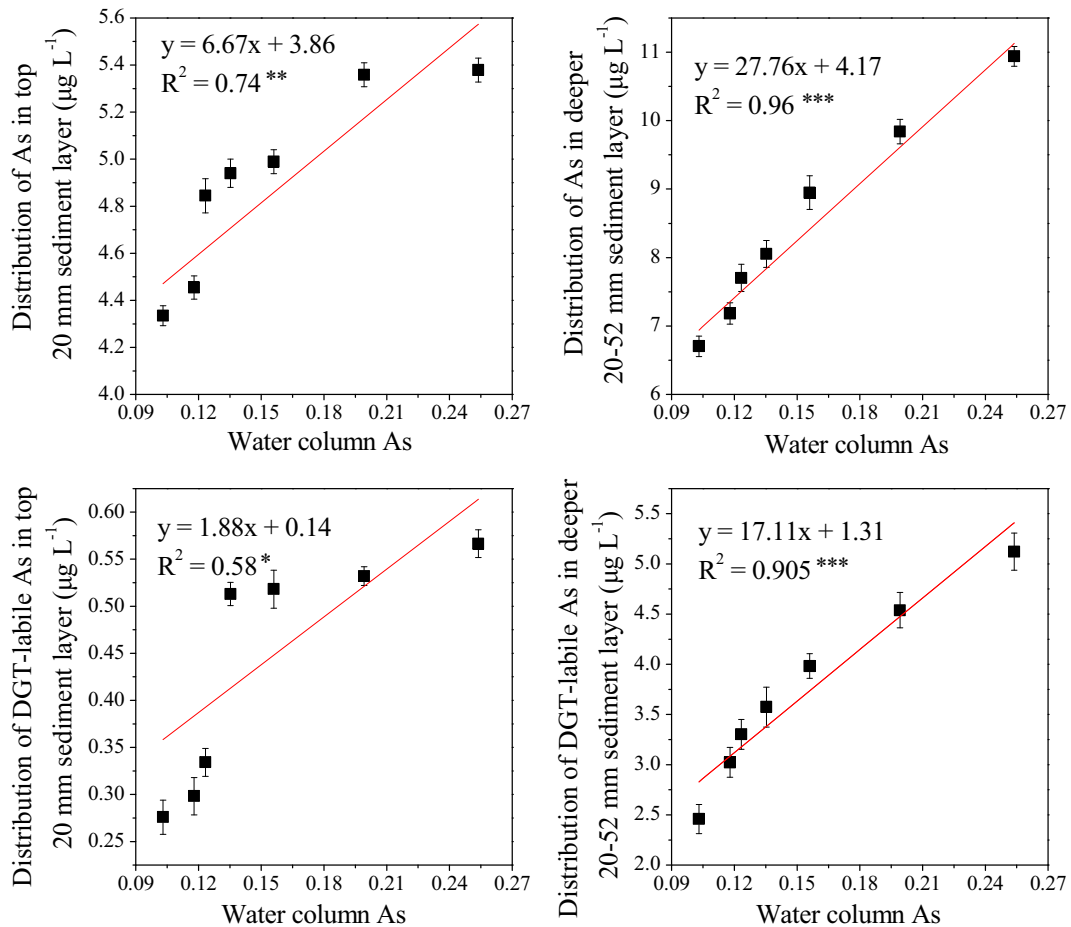 Distribution of As in top
20 mm sediment layer (μg L⁻¹)
5.6
5.4
5.2
5.0
4.8
4.6
4.4
4.2
4.0
y = 6.67x + 3.86
R² = 0.74 **
0.09 0.12 0.15 0.18 0.21 0.24 0.27
Water column As
Distribution of As in deeper
20-52 mm sediment layer (μg L⁻¹)
11
10
9
8
7
6
y = 27.76x + 4.17
R² = 0.96 ***
0.09 0.12 0.15 0.18 0.21 0.24 0.27
Water column As
Distribution of DGT-labile As in top
20 mm sediment layer (μg L⁻¹)
0.60
0.55
0.50
0.45
0.40
0.35
0.30
0.25
y = 1.88x + 0.14
R² = 0.58 *
0.09 0.12 0.15 0.18 0.21 0.24 0.27
Water column As
Distribution of DGT-labile As in deeper
20-52 mm sediment layer (μg L⁻¹)
5.5
5.0
4.5
4.0
3.5
3.0
2.5
2.0
y = 17.11x + 1.31
R² = 0.905 ***
0.09 0.12 0.15 0.18 0.21 0.24 0.27
Water column As